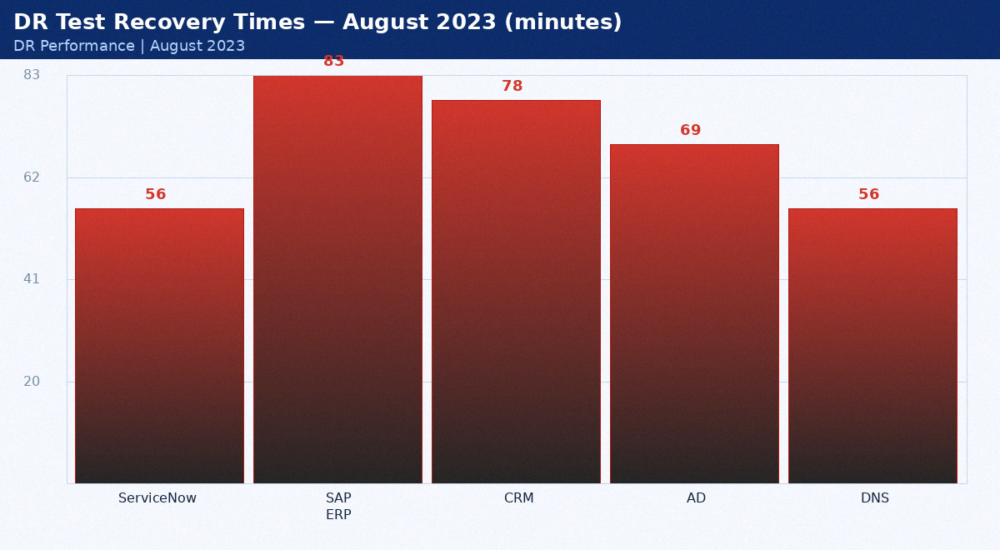 DR Test Recovery Times — August 2023 (minutes)
DR Performance | August 2023
83
83
78
69
62
56
56
41
20
ServiceNow
SAP
ERP
CRM
AD
DNS